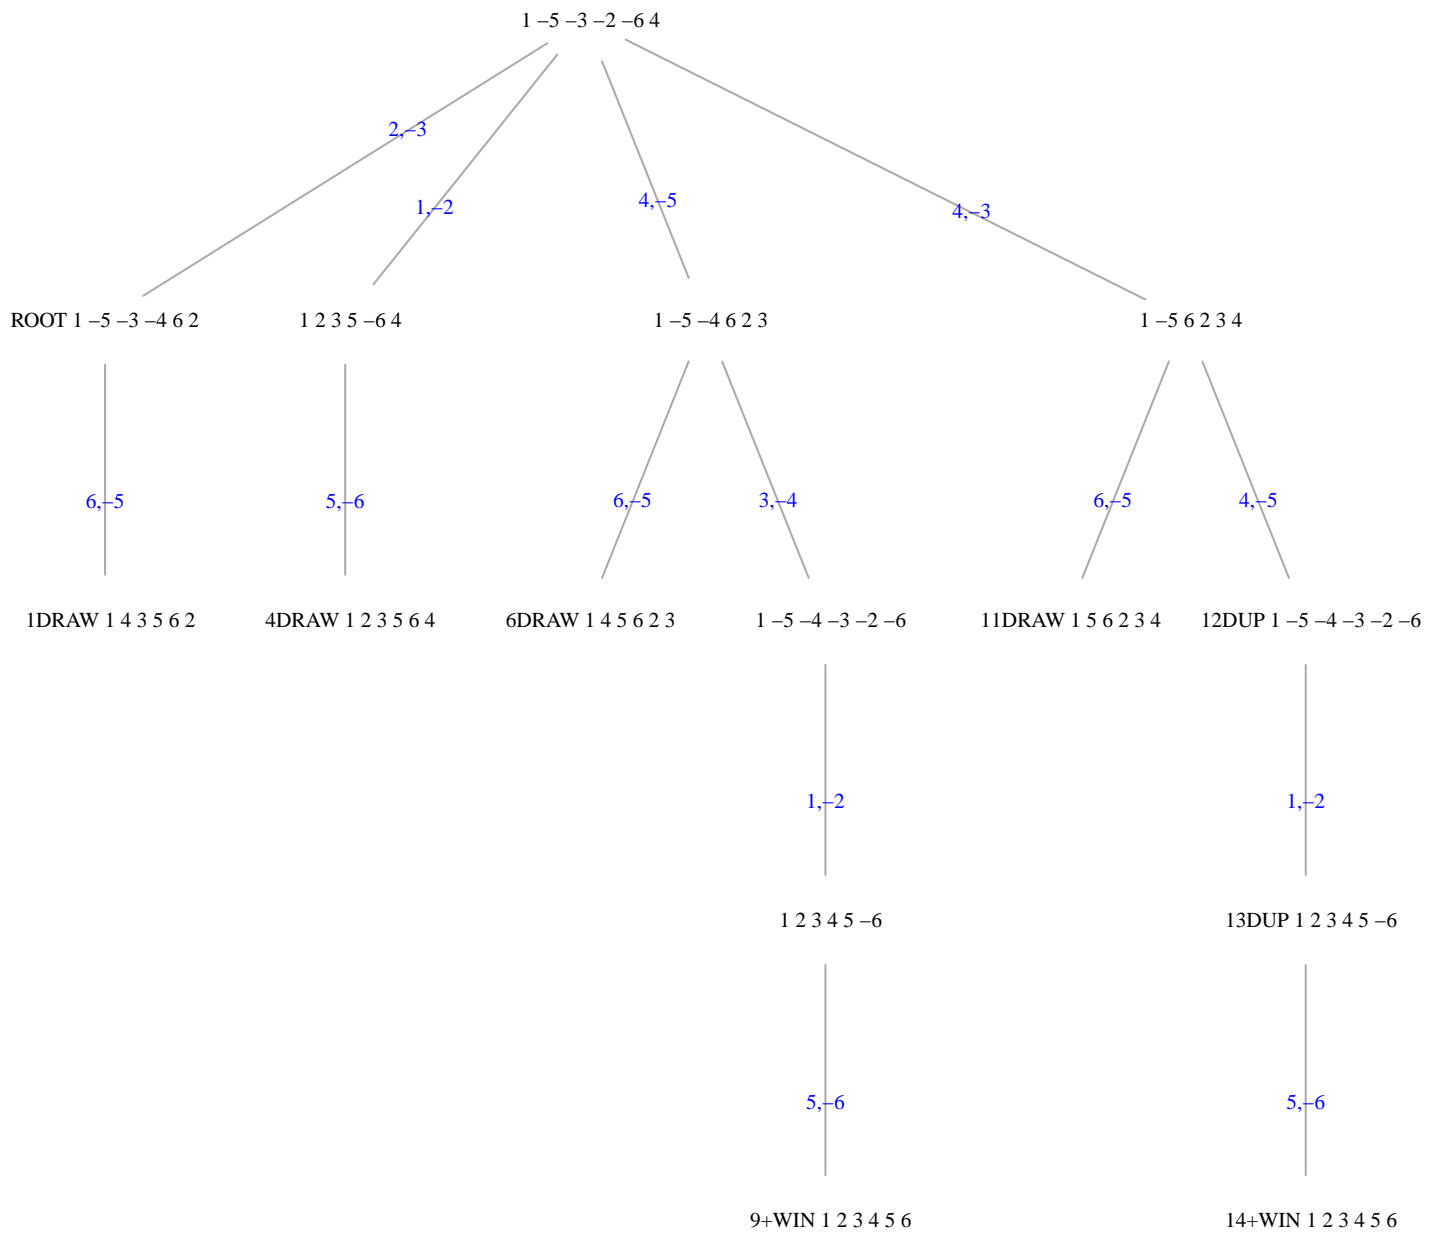 1 –5 –3 –2 –6 4
2,–3
1,–2
4,–5
4,–3
ROOT 1 –5 –3 –4 6 2
1 2 3 5 –6 4
1 –5 –4 6 2 3
1 –5 6 2 3 4
6,–5
5,–6
6,–5
3,–4
6,–5
4,–5
1DRAW 1 4 3 5 6 2
4DRAW 1 2 3 5 6 4
6DRAW 1 4 5 6 2 3
1 –5 –4 –3 –2 –6
11DRAW 1 5 6 2 3 4
12DUP 1 –5 –4 –3 –2 –6
1,–2
1,–2
1 2 3 4 5 –6
13DUP 1 2 3 4 5 –6
5,–6
5,–6
9+WIN 1 2 3 4 5 6
14+WIN 1 2 3 4 5 6